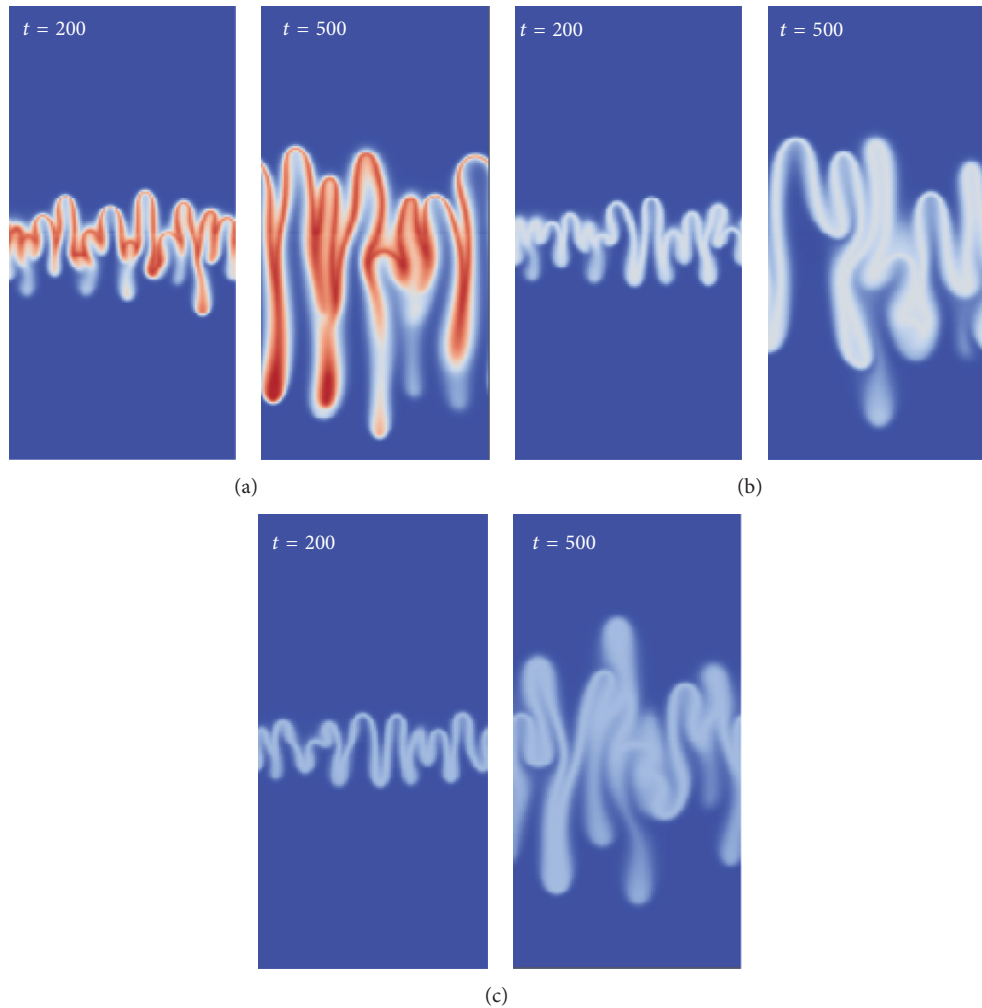 t = 200
t = 500
t = 200
t = 500
(a)
(b)
t = 200
t = 500
(c)